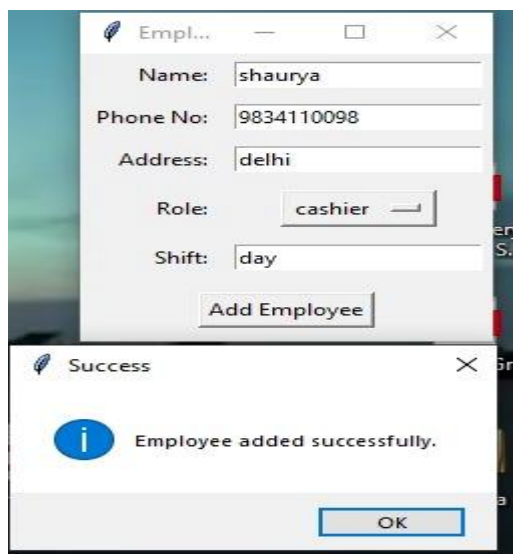 Empl...
Name: shaurya
Phone No: 9834110098
Address: delhi
Role: cashier
Shift: day
Add Employee
Success
Employee added successfully.
OK